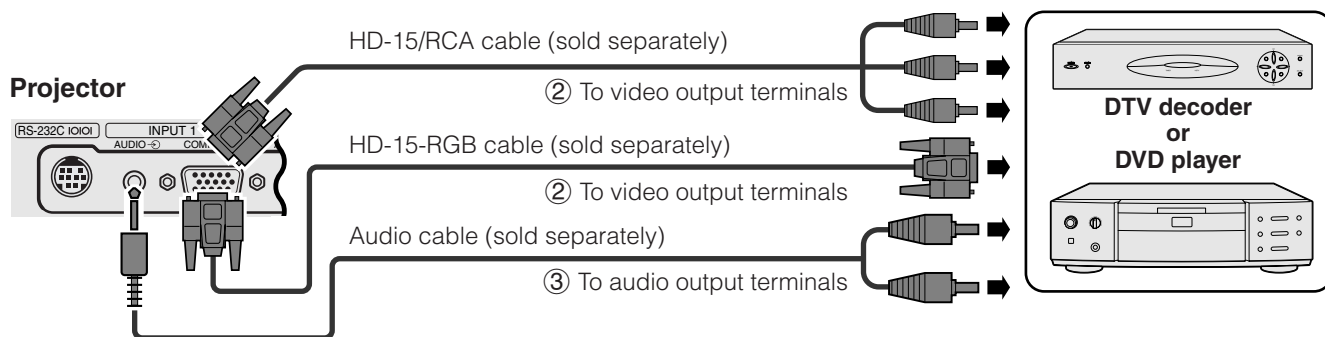 HD-15/RCA cable (sold separately)
② To video output terminals
Projector
RS-232C IOIOI
INPUT 1
AUDIO
HD-15-RGB cable (sold separately)
② To video output terminals
Audio cable (sold separately)
③ To audio output terminals
DTV decoder
or
DVD player